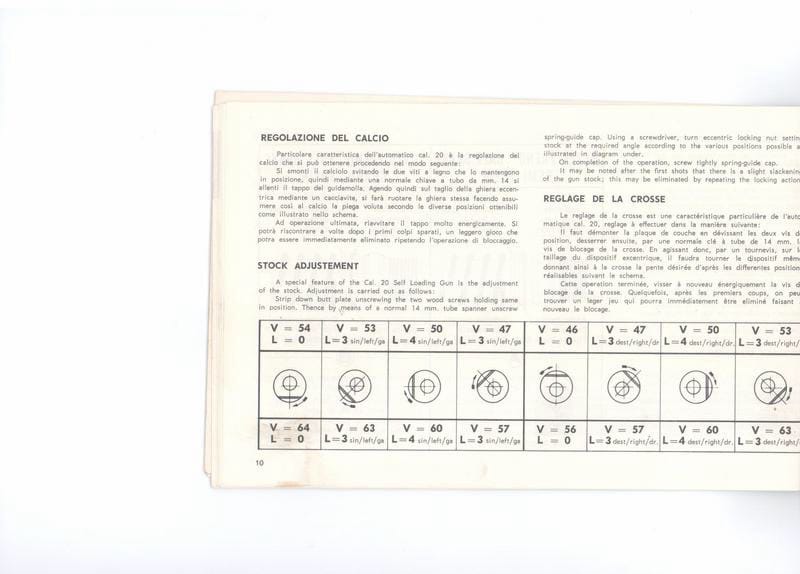 REGOLAZIONE DEL CALCIO
Particolare caratteristica dell'automatico cal. 20 è la regolazione del
calcio che si può ottenere procedendo nel modo seguente:
Si smonti il calciolo svitando le due viti a legno che lo mantengono
in posizione, quindi mediante una normale chiave a tubo da mm. 14 si
allenti il tappo del guidamolla. Agendo quindi sul taglio della ghiera eccen-
trica mediante un cacciavite, si farà ruotare la ghiera stessa facendo assu-
mere così al calcio la piega voluta secondo le diverse posizioni ottenibili
come illustrato nello schema.
Ad operazione ultimata, riavvitare il tappo molto energicamente. Si
potrà riscontrare a volte dopo i primi colpi sparati, un leggero gioco che
potra essere immediatamente eliminato ripetendo l'operazione di bloccaggio.
STOCK ADJUSTEMENT
A special feature of the Cal. 20 Self Loading Gun is the adjustment
of the stock. Adjustment is carried out as follows:
Strip down butt plate unscrewing the two wood screws holding same
in position. Thence by means of a normal 14 mm. tube spanner unscrew
spring-guide cap. Using a screwdriver, turn eccentric locking nut settin
stock at the required angle according to the various positions possible a
illustrated in diagram under.
On completion of the operation, screw tightly spring-guide cap.
It may be noted after the first shots that there is a slight slackenin
of the gun stock; this may be eliminated by repeating the locking action
REGLAGE DE LA CROSSE
Le reglage de la crosse est une caractéristique particulière de l'auto
matique cal. 20, reglage à effectuer dans la manière suivante:
Il faut démonter la plaque de couche en dévissant les deux vis d
position, desserrer ensuite, par une normale clé à tube de 14 mm. l
vis de blocage de la crosse. En agissant donc, par un tournevis, sur l
taillage du dispositif excentrique, il faudra tourner le dispositif mêm
donnant ainsi à la crosse la pente désirée d'après les differentes position
réalisables suivant le schema.
Cette operation terminée, visser à nouveau énergiquement la vis d
blocage de la crosse. Quelquefois, après les premiers coups, on peu
trouver un leger jeu qui pourra immédiatement être eliminé faisant
nouveau le blocage.
V = 54 V = 53 V = 50 V = 47 V = 46 V = 47 V = 50 V = 53
L = 0 L=3 sin/left/ga L=4 sin/left/ga L=3 sin/left/ga L = 0 L=3 dest/right/dr L=4 dest/right/dr. L=3 dest/right/
V = 64 V = 63 V = 60 V = 57 V = 56 V = 57 V = 60 V = 63
L = 0 L=3 sin/left/ga L=4 sin/left/ga L=3 sin/left/ga L = 0 L=3 dest/right/dr. L=4 dest/right/dr. L=3 dest/right/
10